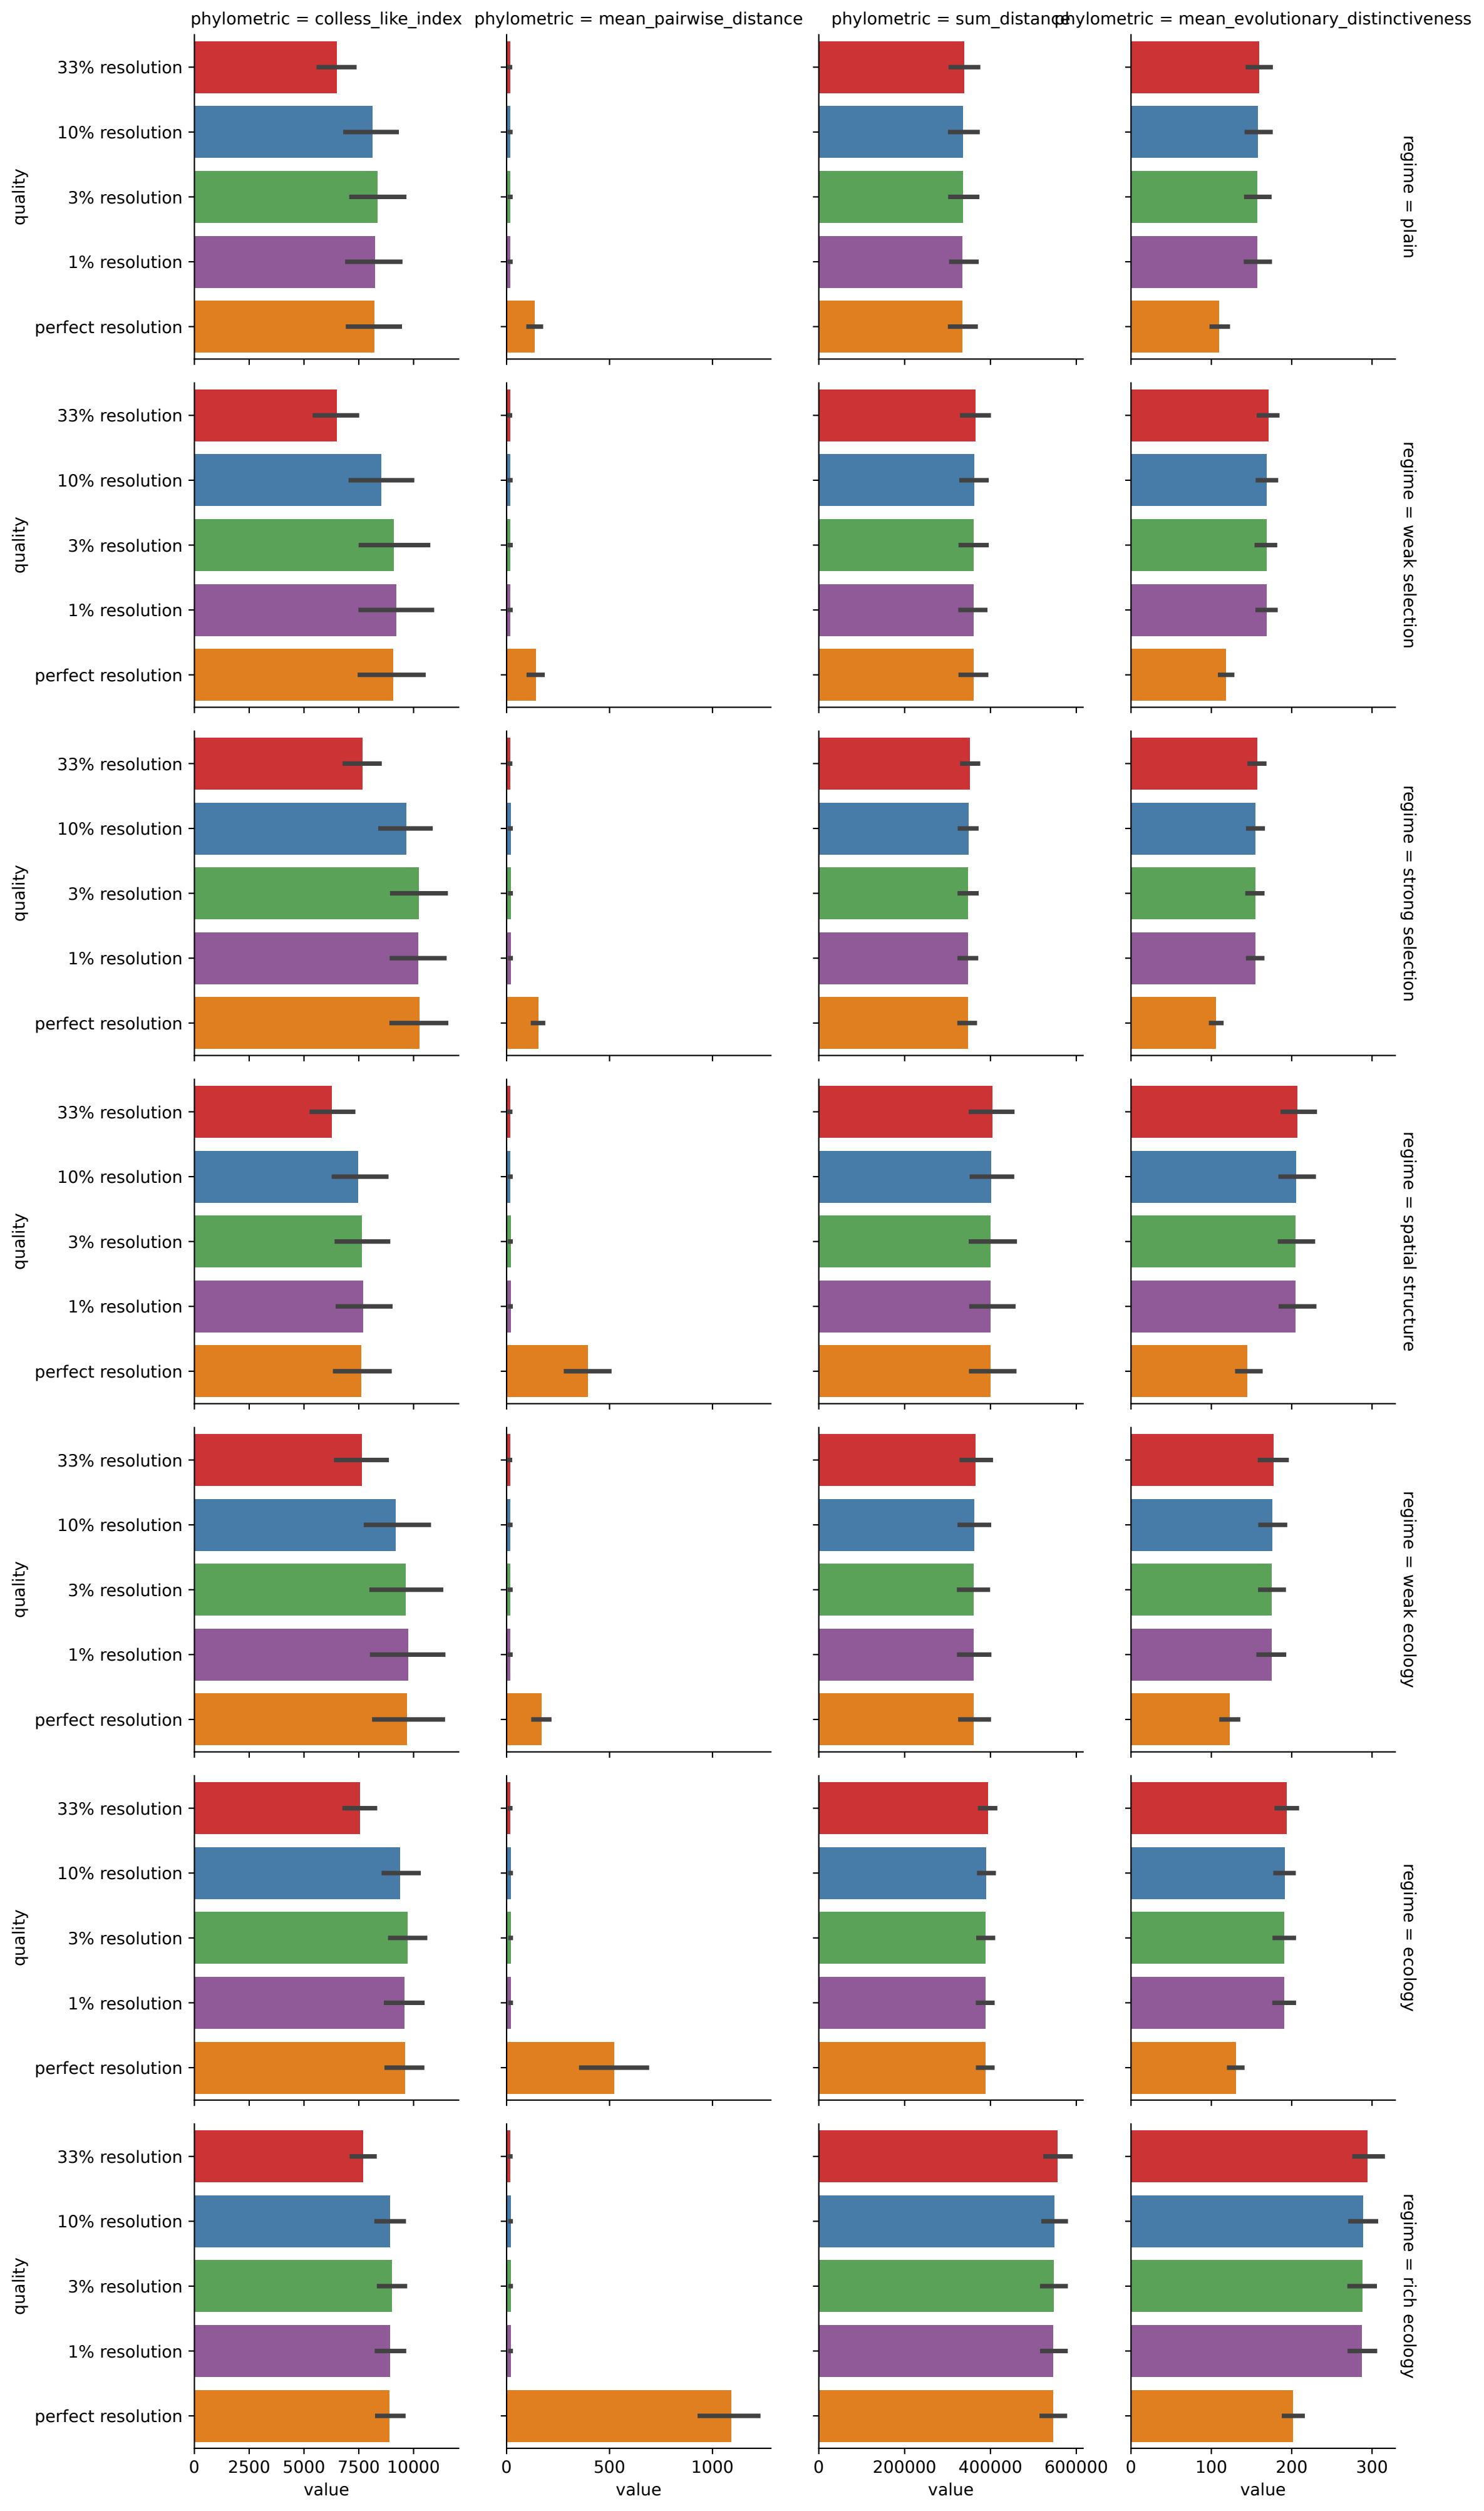 phylometric = colless_like_index
phylometric = mean_pairwise_distance
phylometric = sum_distance
phylometric = mean_evolutionary_distinctiveness
33% resolution
10% resolution
3% resolution
1% resolution
perfect resolution
quality
regime = plain
33% resolution
10% resolution
3% resolution
1% resolution
perfect resolution
quality
regime = weak selection
33% resolution
10% resolution
3% resolution
1% resolution
perfect resolution
quality
regime = strong selection
33% resolution
10% resolution
3% resolution
1% resolution
perfect resolution
quality
regime = spatial structure
33% resolution
10% resolution
3% resolution
1% resolution
perfect resolution
quality
regime = weak ecology
33% resolution
10% resolution
3% resolution
1% resolution
perfect resolution
quality
regime = ecology
33% resolution
10% resolution
3% resolution
1% resolution
perfect resolution
quality
regime = rich ecology
0 2500 5000 7500 10000
value
0 500 1000
value
0 200000 400000 600000
value
0 100 200 300
value